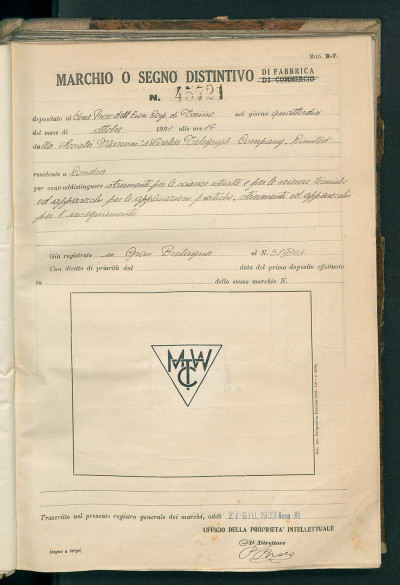 MOD. R-7.
MARCHIO O SEGNO DISTINTIVO DI FABBRICA
DI COMMERCIO
N. 45721
depositato al Cons. Prov. dell' Econ. Corp. di Torino nel giorno quattordici
del mese di ottobre 1931 alle ore 16
dalla Società Marconi's Wireless Telegraph Company, Limited
residente a Londra
per contraddistinguere strumenti per le scienze esatte e per le scienze tecniche
ed apparecchi per le applicazioni pratiche, strumenti ed apparecchi
per l'insegnamento
Già registrato in Gran Bretagna al N. 519363
Con diritto di priorità dal data del primo deposito effettuato
in dello stesso marchio N.
M W
T
C
Trascritto nel presente registro generale dei marchi, addì 27 GIU. 1933 Anno XI
UFFICIO DELLA PROPRIETA' INTELLETTUALE
Il Direttore
(segue a tergo)